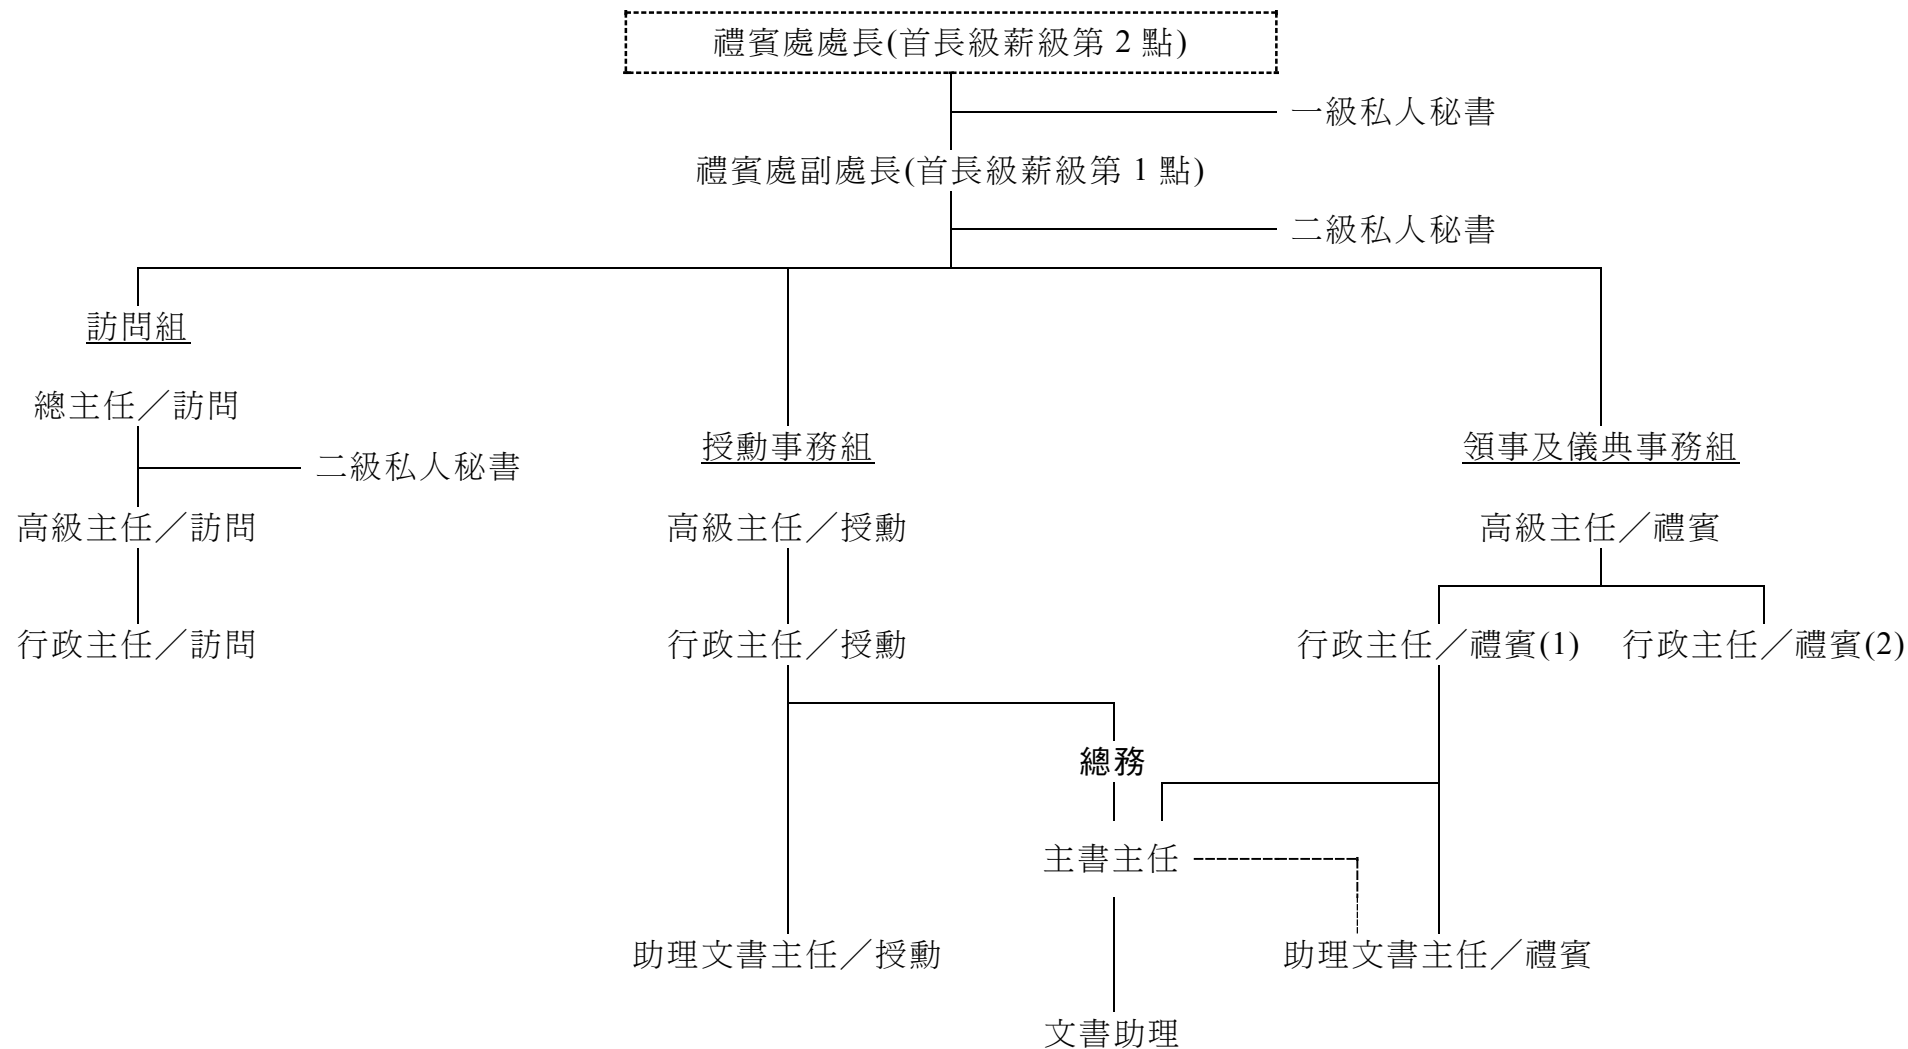 禮賓處處長(首長級薪級第 2 點)
一級私人秘書
禮賓處副處長(首長級薪級第 1 點)
二級私人秘書
訪問組
總主任／訪問
授勳事務組
領事及儀典事務組
二級私人秘書
高級主任／訪問
高級主任／授勳
高級主任／禮賓
行政主任／訪問
行政主任／授勳
行政主任／禮賓(1)
行政主任／禮賓(2)
總務
主書主任
助理文書主任／授勳
助理文書主任／禮賓
文書助理